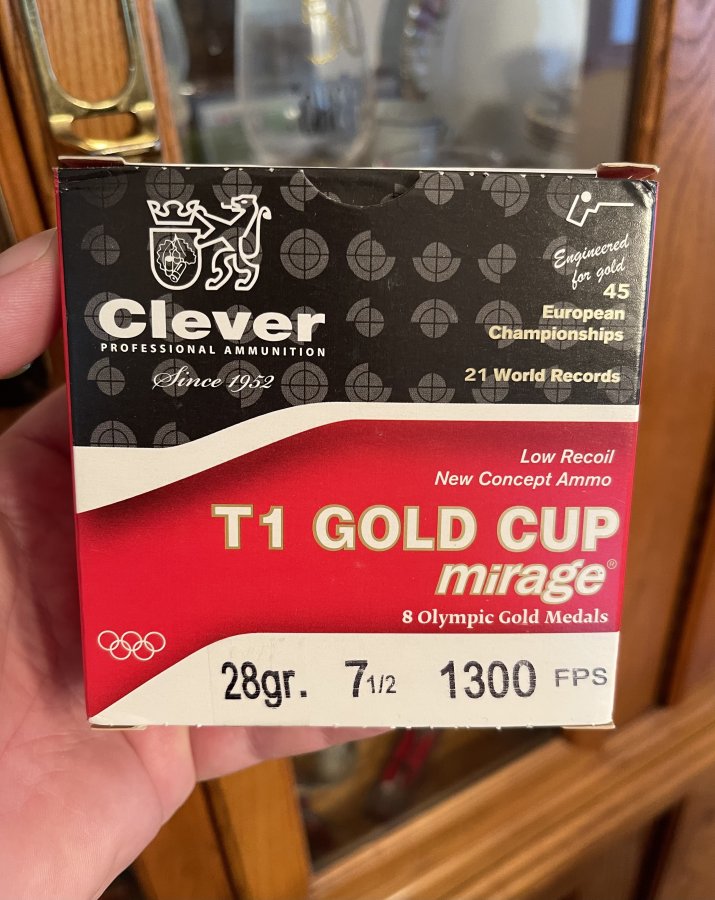 Clever
PROFESSIONAL AMMUNITION
Since 1952
Engineered
for gold
45
European
Championships
21 World Records
Low Recoil
New Concept Ammo
T1 GOLD CUP
mirage®
8 Olympic Gold Medals
28gr. 7 1/2 1300 FPS